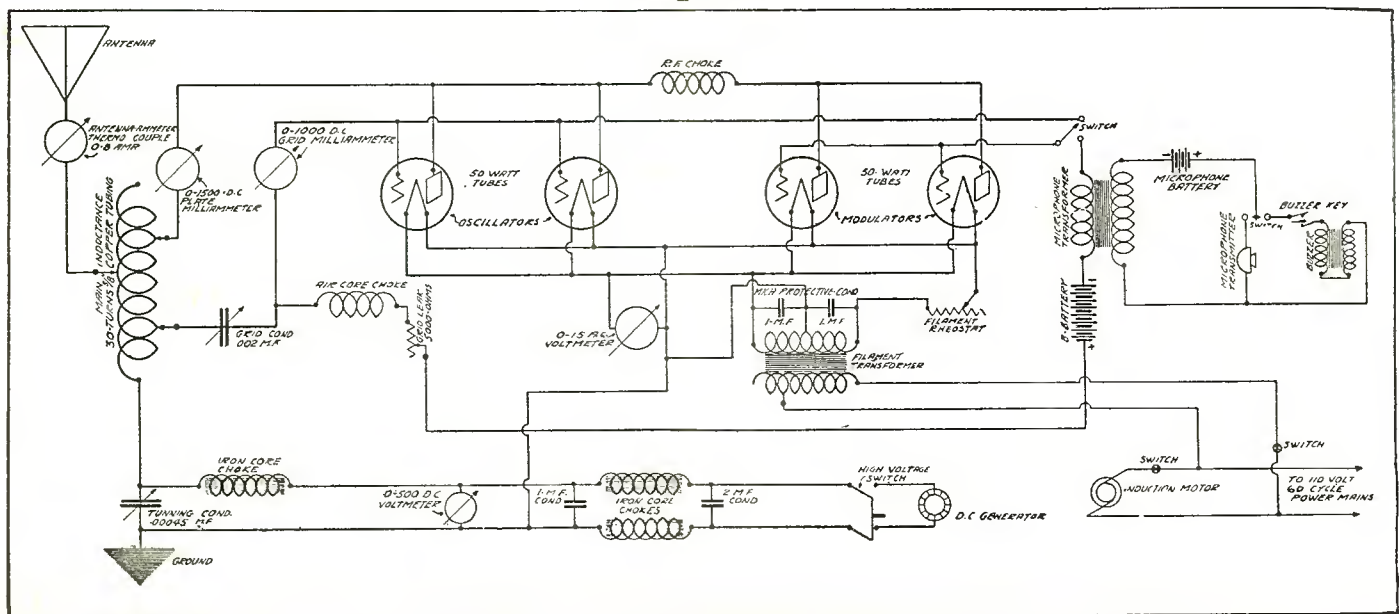 ANTENNA
R.F. CHOKE
ANTENNA-AMMETER
THERMO COUPLE
0-8 AMP.
0-1000 D.C
GRID MILLIAMMETER
0-1500-D.C
PLATE
MILLIAMMETER
50 WATT
TUBES
OSCILLATORS
50-WATT
TUBES
MODULATORS
SWITCH
MICROPHONE
TRANSFORMER
- +
MICROPHONE
BATTERY
BUZZER KEY
SWITCH
MICROPHONE
TRANSMITTER
BUZZER
MAIN INDUCTANCE
30-TURNS 7/8 COPPER TUBING
GRID COND
.002 M.F.
AIR CORE CHOKE
GRID LEAK
5000-OHMS
0-15 A.C.
VOLTMETER
MICA PROTECTIVE-COND
1-M.F. 1 M.F.
FILAMENT
RHEOSTAT
FILAMENT
TRANSFORMER
B-BATTERY
+
IRON CORE
CHOKE
TUNNING COND.
.00045 M.F
GROUND
0-500 D.C
VOLTMETER
1-M.F.
COND
IRON CORE
CHOKES
2 M.F.
COND
HIGH VOLTAGE
SWITCH
D.C GENERATOR
SWITCH
INDUCTION MOTOR
SWITCH
TO 110 VOLT
60 CYCLE
POWER MAINS